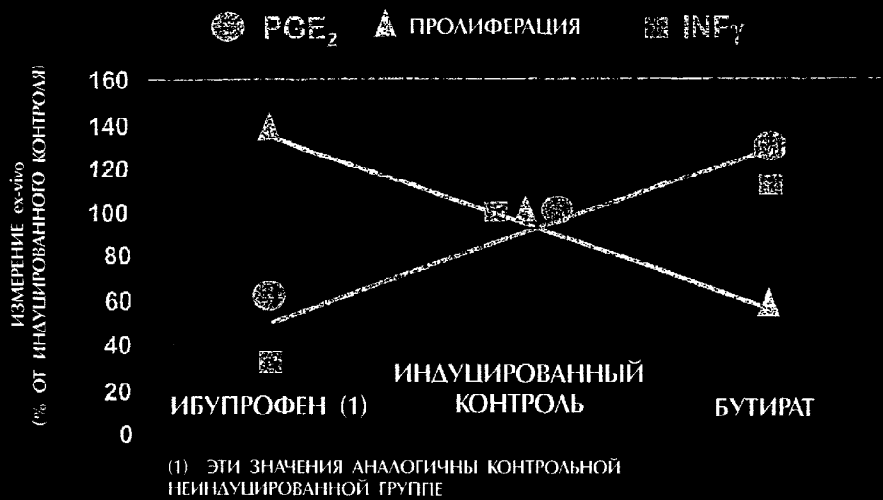 PGE₂ ПРОЛИФЕРАЦИЯ INFγ
ИЗМЕРЕНИЕ ex-vivo
(% ОТ ИНДУЦИРОВАННОГО КОНТРОЛЯ)
160
140
120
100
80
60
40
20
0
ИБУПРОФЕН (1)
ИНДУЦИРОВАННЫЙ
КОНТРОЛЬ
БУТИРАТ
(1) ЭТИ ЗНАЧЕНИЯ АНАЛОГИЧНЫ КОНТРОЛЬНОЙ
НЕИНДУЦИРОВАННОЙ ГРУППЕ